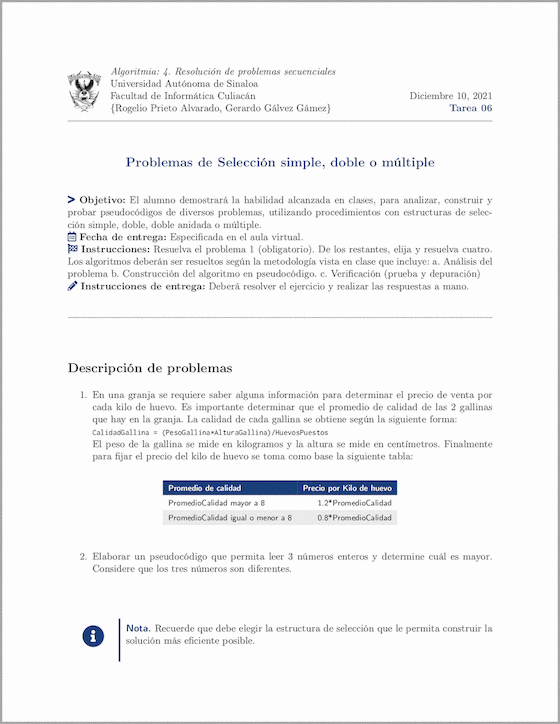 Algoritmia: 4. Resolución de problemas secuenciales
Universidad Autónoma de Sinaloa
Facultad de Informática Culiacán
Diciembre 10, 2021
{Rogelio Prieto Alvarado, Gerardo Gálvez Gámez}
Tarea 06
Problemas de Selección simple, doble o múltiple
Objetivo: El alumno demostrará la habilidad alcanzada en clases, para analizar, construir y
probar pseudocódigos de diversos problemas, utilizando procedimientos con estructuras de selec-
ción simple, doble, doble anidada o múltiple.
Fecha de entrega: Especificada en el aula virtual.
Instrucciones: Resuelva el problema 1 (obligatorio). De los restantes, elija y resuelva cuatro.
Los algoritmos deberán ser resueltos según la metodología vista en clase que incluye: a. Análisis del
problema b. Construcción del algoritmo en pseudocódigo. c. Verificación (prueba y depuración)
Instrucciones de entrega: Deberá resolver el ejercicio y realizar las respuestas a mano.
Descripción de problemas
1. En una granja se requiere saber alguna información para determinar el precio de venta por
cada kilo de huevo. Es importante determinar que el promedio de calidad de las 2 gallinas
que hay en la granja. La calidad de cada gallina se obtiene según la siguiente forma:
CalidadGallina = (PesoGallina*AlturaGallina)/HuevosPuestos
El peso de la gallina se mide en kilogramos y la altura se mide en centímetros. Finalmente
para fijar el precio del kilo de huevo se toma como base la siguiente tabla:
Promedio de calidad Precio por Kilo de huevo
PromedioCalidad mayor a 8 1.2*PromedioCalidad
PromedioCalidad igual o menor a 8 0.8*PromedioCalidad
2. Elaborar un pseudocódigo que permita leer 3 números enteros y determine cuál es mayor.
Considere que los tres números son diferentes.
Nota. Recuerde que debe elegir la estructura de selección que le permita construir la
solución más eficiente posible.